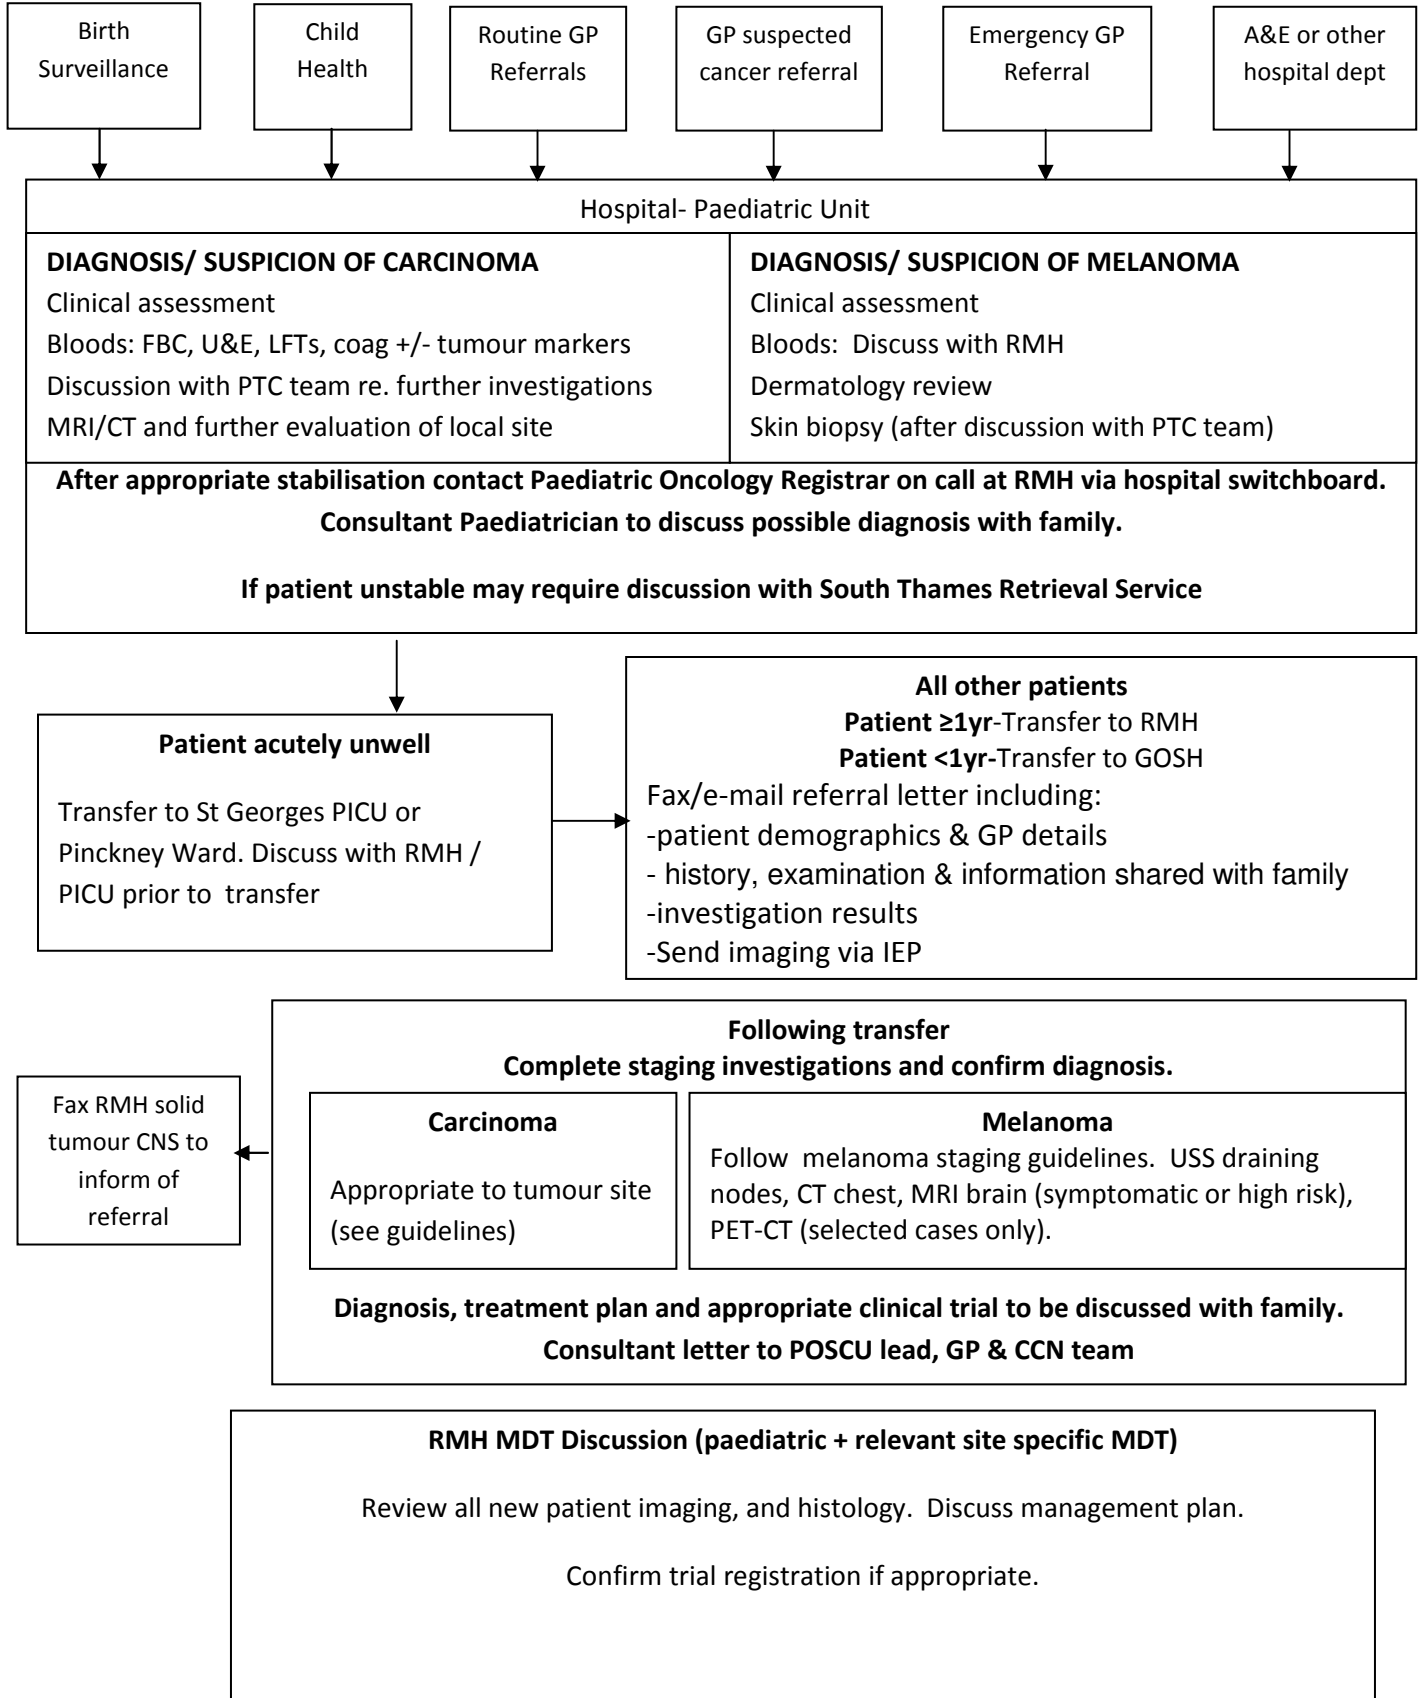 Birth
Surveillance
Child
Health
Routine GP
Referrals
GP suspected
cancer referral
Emergency GP
Referral
A&E or other
hospital dept
Hospital- Paediatric Unit
DIAGNOSIS/ SUSPICION OF CARCINOMA
Clinical assessment
Bloods: FBC, U&E, LFTs, coag +/- tumour markers
Discussion with PTC team re. further investigations
MRI/CT and further evaluation of local site
DIAGNOSIS/ SUSPICION OF MELANOMA
Clinical assessment
Bloods:  Discuss with RMH
Dermatology review
Skin biopsy (after discussion with PTC team)
After appropriate stabilisation contact Paediatric Oncology Registrar on call at RMH via hospital switchboard.
Consultant Paediatrician to discuss possible diagnosis with family.
If patient unstable may require discussion with South Thames Retrieval Service
Patient acutely unwell
Transfer to St Georges PICU or
Pinckney Ward. Discuss with RMH /
PICU prior to  transfer
All other patients
Patient ≥1yr-Transfer to RMH
Patient <1yr-Transfer to GOSH
Fax/e-mail referral letter including:
-patient demographics & GP details
- history, examination & information shared with family
-investigation results
-Send imaging via IEP
Following transfer
Complete staging investigations and confirm diagnosis.
Fax RMH solid
tumour CNS to
inform of
referral
Carcinoma
Appropriate to tumour site
(see guidelines)
Melanoma
Follow  melanoma staging guidelines.  USS draining
nodes, CT chest, MRI brain (symptomatic or high risk),
PET-CT (selected cases only).
Diagnosis, treatment plan and appropriate clinical trial to be discussed with family.
Consultant letter to POSCU lead, GP & CCN team
RMH MDT Discussion (paediatric + relevant site specific MDT)
Review all new patient imaging, and histology.  Discuss management plan.
Confirm trial registration if appropriate.